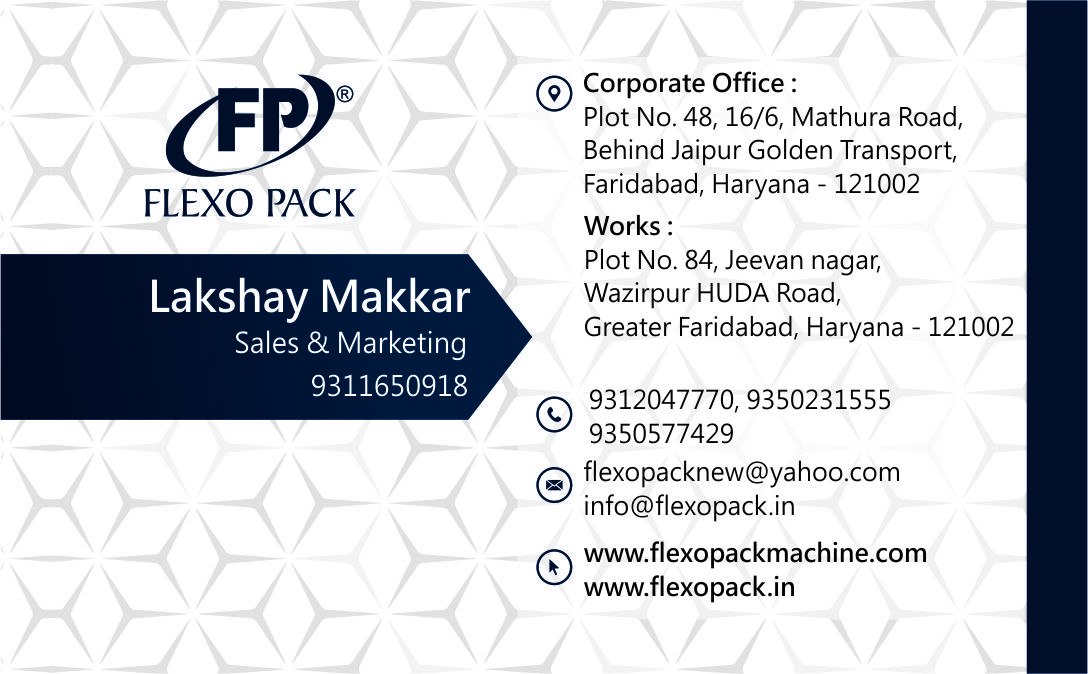 FP®
FLEXO PACK
Lakshay Makkar
Sales & Marketing
9311650918
Corporate Office :
Plot No. 48, 16/6, Mathura Road,
Behind Jaipur Golden Transport,
Faridabad, Haryana - 121002
Works :
Plot No. 84, Jeevan nagar,
Wazirpur HUDA Road,
Greater Faridabad, Haryana - 121002
9312047770, 9350231555
9350577429
flexopacknew@yahoo.com
info@flexopack.in
www.flexopackmachine.com
www.flexopack.in